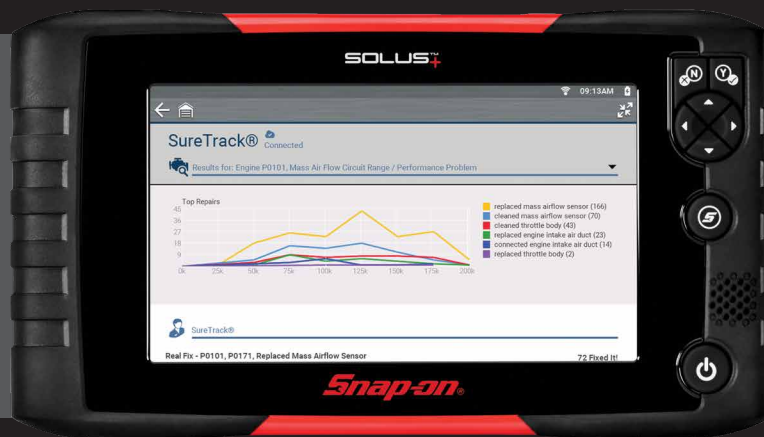 SOLUS+™
09:13AM
SureTrack®
Connected
Results for: Engine P0101, Mass Air Flow Circuit Range / Performance Problem
Top Repairs
45
36
27
18
9
0k 25k 50k 75k 100k 125k 150k 175k 200k
replaced mass airflow sensor (166)
cleaned mass airflow sensor (70)
cleaned throttle body (43)
replaced engine intake air duct (23)
connected engine intake air duct (14)
replaced throttle body (2)
SureTrack®
Real Fix - P0101, P0171, Replaced Mass Airflow Sensor 72 Fixed It!
Snap-on®
N Y
S